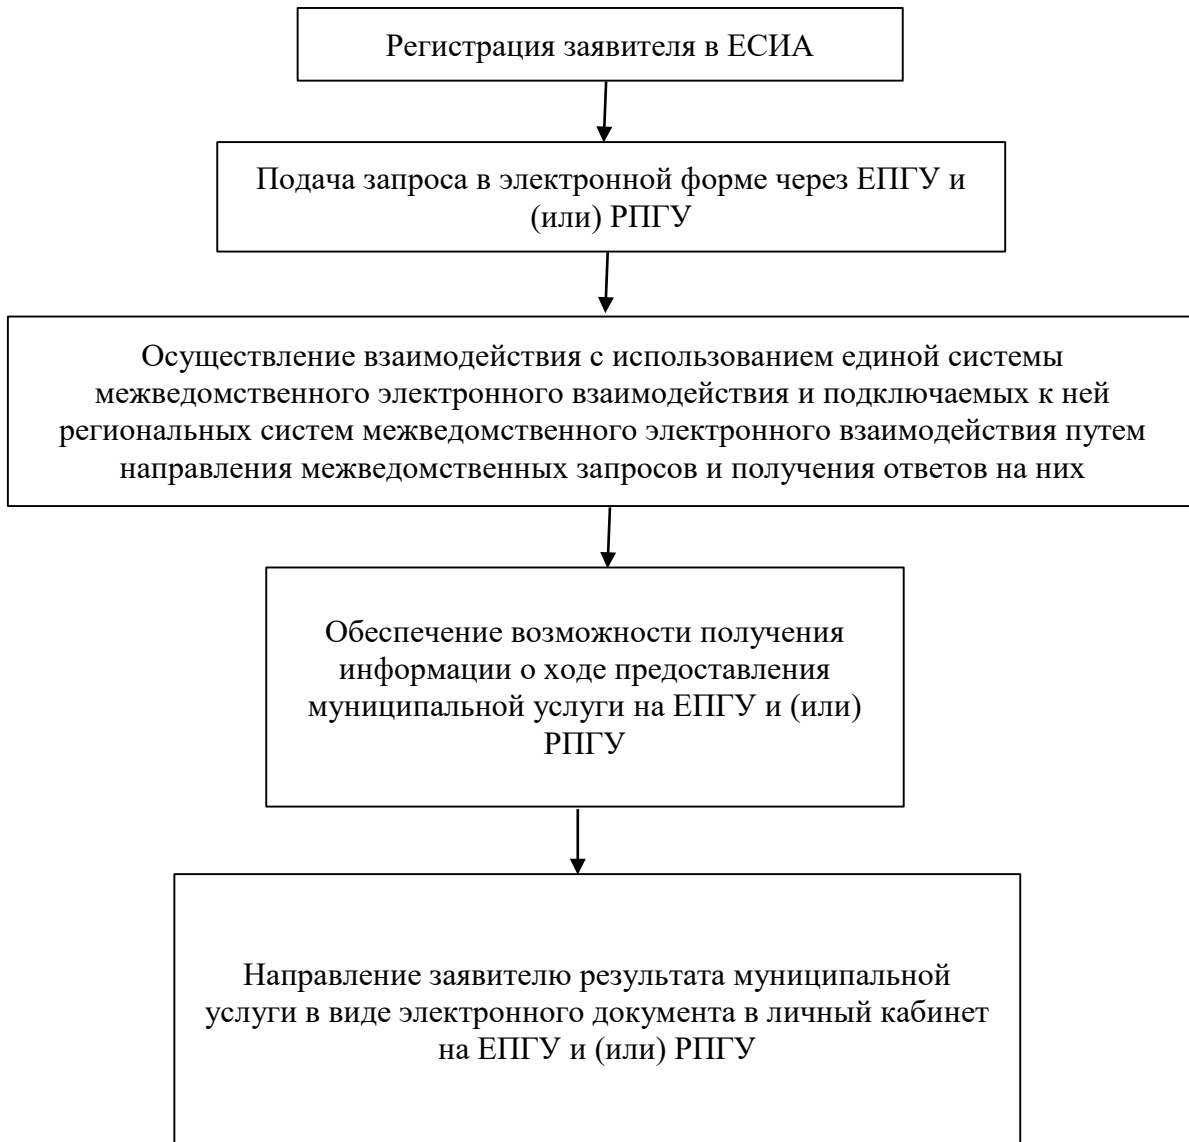 Регистрация заявителя в ЕСИА
Подача запроса в электронной форме через ЕПГУ и
(или) РПГУ
Осуществление взаимодействия с использованием единой системы
межведомственного электронного взаимодействия и подключаемых к ней
региональных систем межведомственного электронного взаимодействия путем
направления межведомственных запросов и получения ответов на них
Обеспечение возможности получения
информации о ходе предоставления
муниципальной услуги на ЕПГУ и (или)
РПГУ
Направление заявителю результата муниципальной
услуги в виде электронного документа в личный кабинет
на ЕПГУ и (или) РПГУ